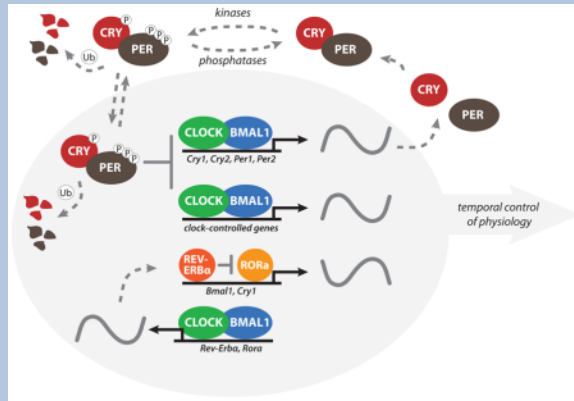 P
CRY
P P P
PER
Ub
kinases
phosphatases
CRY
PER
CRY
PER
P
CRY
P P P
PER
Ub
CLOCK BMAL1
Cry1, Cry2, Per1, Per2
CLOCK BMAL1
clock-controlled genes
temporal control
of physiology
REV-
ERBα
RORa
Bmal1, Cry1
CLOCK BMAL1
Rev-Erba, Rora